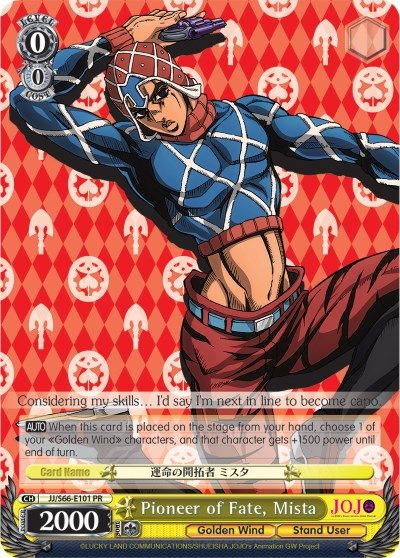 LEVEL
0
0
COST
Considering my skills… I'd say I'm next in line to become capo.
AUTO When this card is placed on the stage from your hand, choose 1 of
your «Golden Wind» characters, and that character gets +1500 power until
end of turn.
Card Name 運命の開拓者 ミスタ
CH JJ/S66-E101 PR
POWER 2000 SOUL Pioneer of Fate, Mista JOJO
Golden Wind Stand User
©LUCKY LAND COMMUNICATIONS/SHUEISHA,JOJO's Animation GW Project